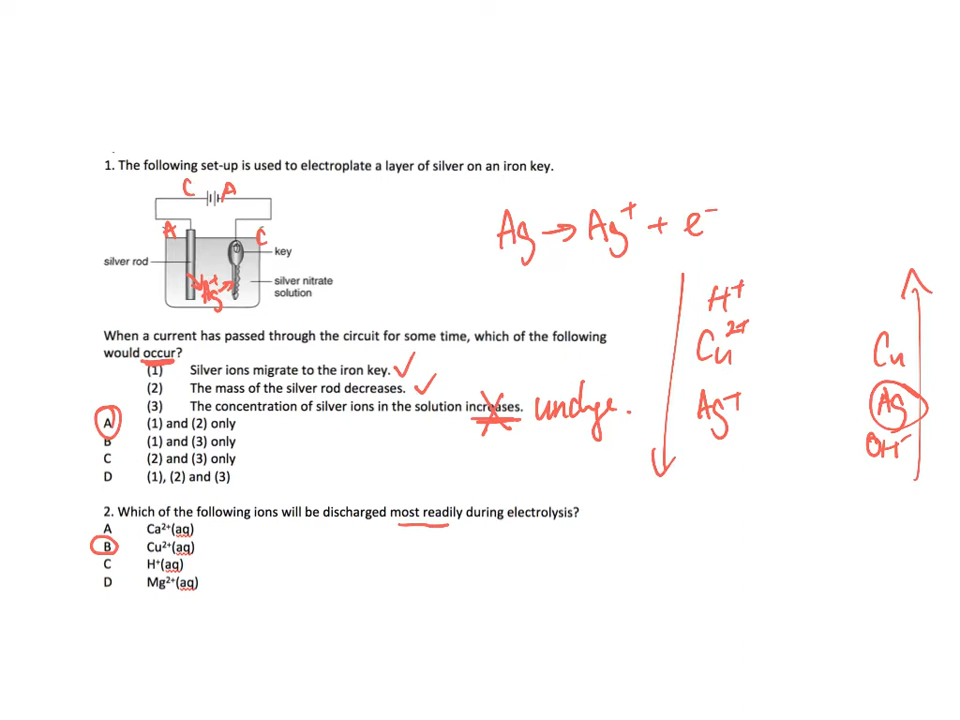 1. The following set-up is used to electroplate a layer of silver on an iron key.
C A
A C
key
silver rod
silver nitrate
solution
Ag⁺
Ag → Ag⁺ + e⁻
H⁺
Cu²⁺
Ag⁺
Cu
Ag
OH⁻
When a current has passed through the circuit for some time, which of the following
would occur?
(1) Silver ions migrate to the iron key. ✓
(2) The mass of the silver rod decreases. ✓
(3) The concentration of silver ions in the solution increases.
A (1) and (2) only
B (1) and (3) only
C (2) and (3) only
D (1), (2) and (3)
2. Which of the following ions will be discharged most readily during electrolysis?
A Ca²⁺(aq)
B Cu²⁺(aq)
C H⁺(aq)
D Mg²⁺(aq)